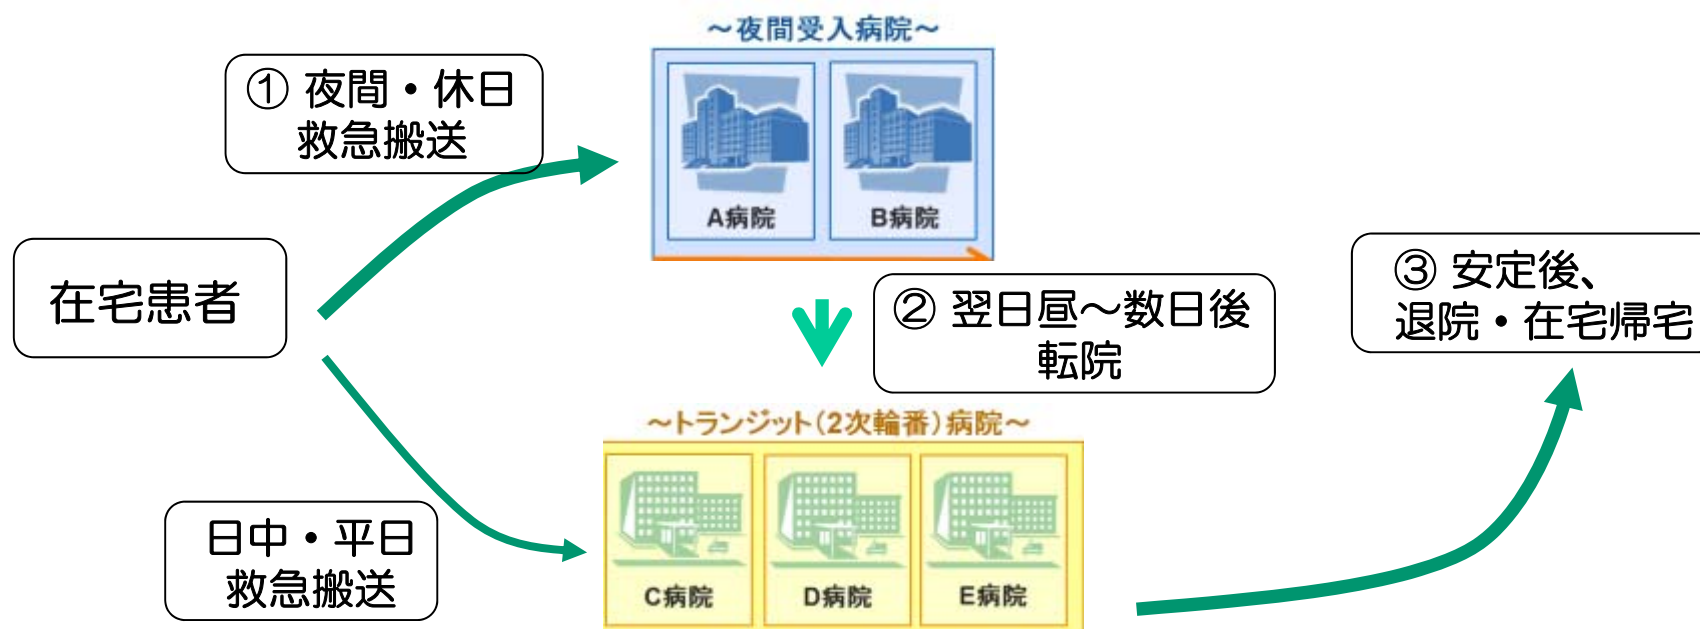 ~夜間受入病院~
① 夜間・休日
救急搬送
A病院
B病院
在宅患者
② 翌日昼~数日後
転院
③ 安定後、
退院・在宅帰宅
~トランジット(2次輪番)病院~
日中・平日
救急搬送
C病院
D病院
E病院